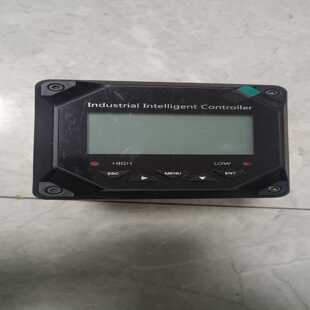 Industrial Intelligent Controller
HIGH LOW
ESC ▶ MENU ▼ ENT